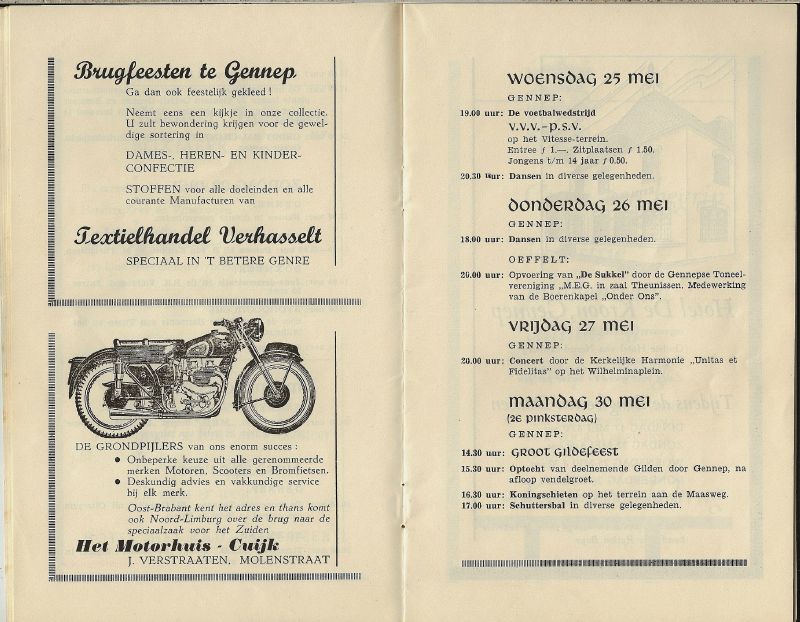 Brugfeesten te Gennep
Ga dan ook feestelijk gekleed !
Neemt eens een kijkje in onze collectie.
U zult bewondering krijgen voor de gewel-
dige sortering in
DAMES-, HEREN- EN KINDER-
CONFECTIE
STOFFEN voor alle doeleinden en alle
courante Manufacturen van
Textielhandel Verhasselt
SPECIAAL IN 'T BETERE GENRE
DE GRONDPIJLERS van ons enorm succes :
● Onbeperke keuze uit alle gerenommeerde
merken Motoren, Scooters en Bromfietsen.
● Deskundig advies en vakkundige service
bij elk merk.
Oost-Brabant kent het adres en thans komt
ook Noord-Limburg over de brug naar de
speciaalzaak voor het Zuiden
Het Motorhuis - Cuijk
J. VERSTRAATEN, MOLENSTRAAT
WOENSDAG 25 MEI
GENNEP:
19.00 uur: De voetbalwedstrijd
V.V.V.-P.S.V.
op het Vitesse-terrein.
Entree ƒ 1.—, Zitplaatsen ƒ 1.50.
Jongens t/m 14 jaar ƒ 0.50.
20.30 uur: Dansen in diverse gelegenheden.
DONDERDAG 26 MEI
GENNEP:
18.00 uur: Dansen in diverse gelegenheden.
OEFFELT:
20.00 uur: Opvoering van „De Sukkel" door de Gennepse Toneel-
vereniging „M.E.G. in zaal Theunissen. Medewerking
van de Boerenkapel „Onder Ons".
VRIJDAG 27 MEI
GENNEP:
20.00 uur: Concert door de Kerkelijke Harmonie „Unitas et
Fidelitas" op het Wilhelminaplein.
MAANDAG 30 MEI
(2E PINKSTERDAG)
GENNEP:
14.30 uur: GROOT GILDEFEEST
15.30 uur: Optocht van deelnemende Gilden door Gennep, na
afloop vendelgroet.
16.30 uur: Koningschieten op het terrein aan de Maasweg.
17.00 uur: Schuttersbal in diverse gelegenheden.